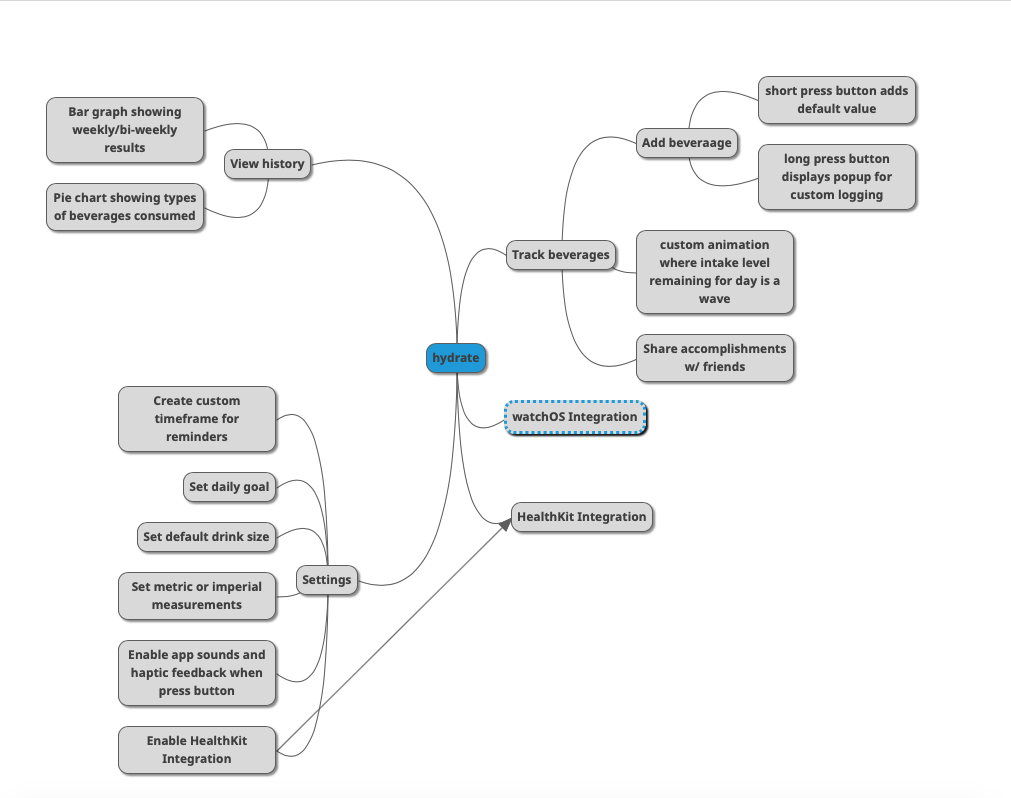 Bar graph showing
weekly/bi-weekly
results
View history
Pie chart showing types
of beverages consumed
short press button adds
default value
Add beveraage
long press button
displays popup for
custom logging
Track beverages
custom animation
where intake level
remaining for day is a
wave
Share accomplishments
w/ friends
hydrate
watchOS Integration
HealthKit Integration
Create custom
timeframe for
reminders
Set daily goal
Set default drink size
Settings
Set metric or imperial
measurements
Enable app sounds and
haptic feedback when
press button
Enable HealthKit
Integration